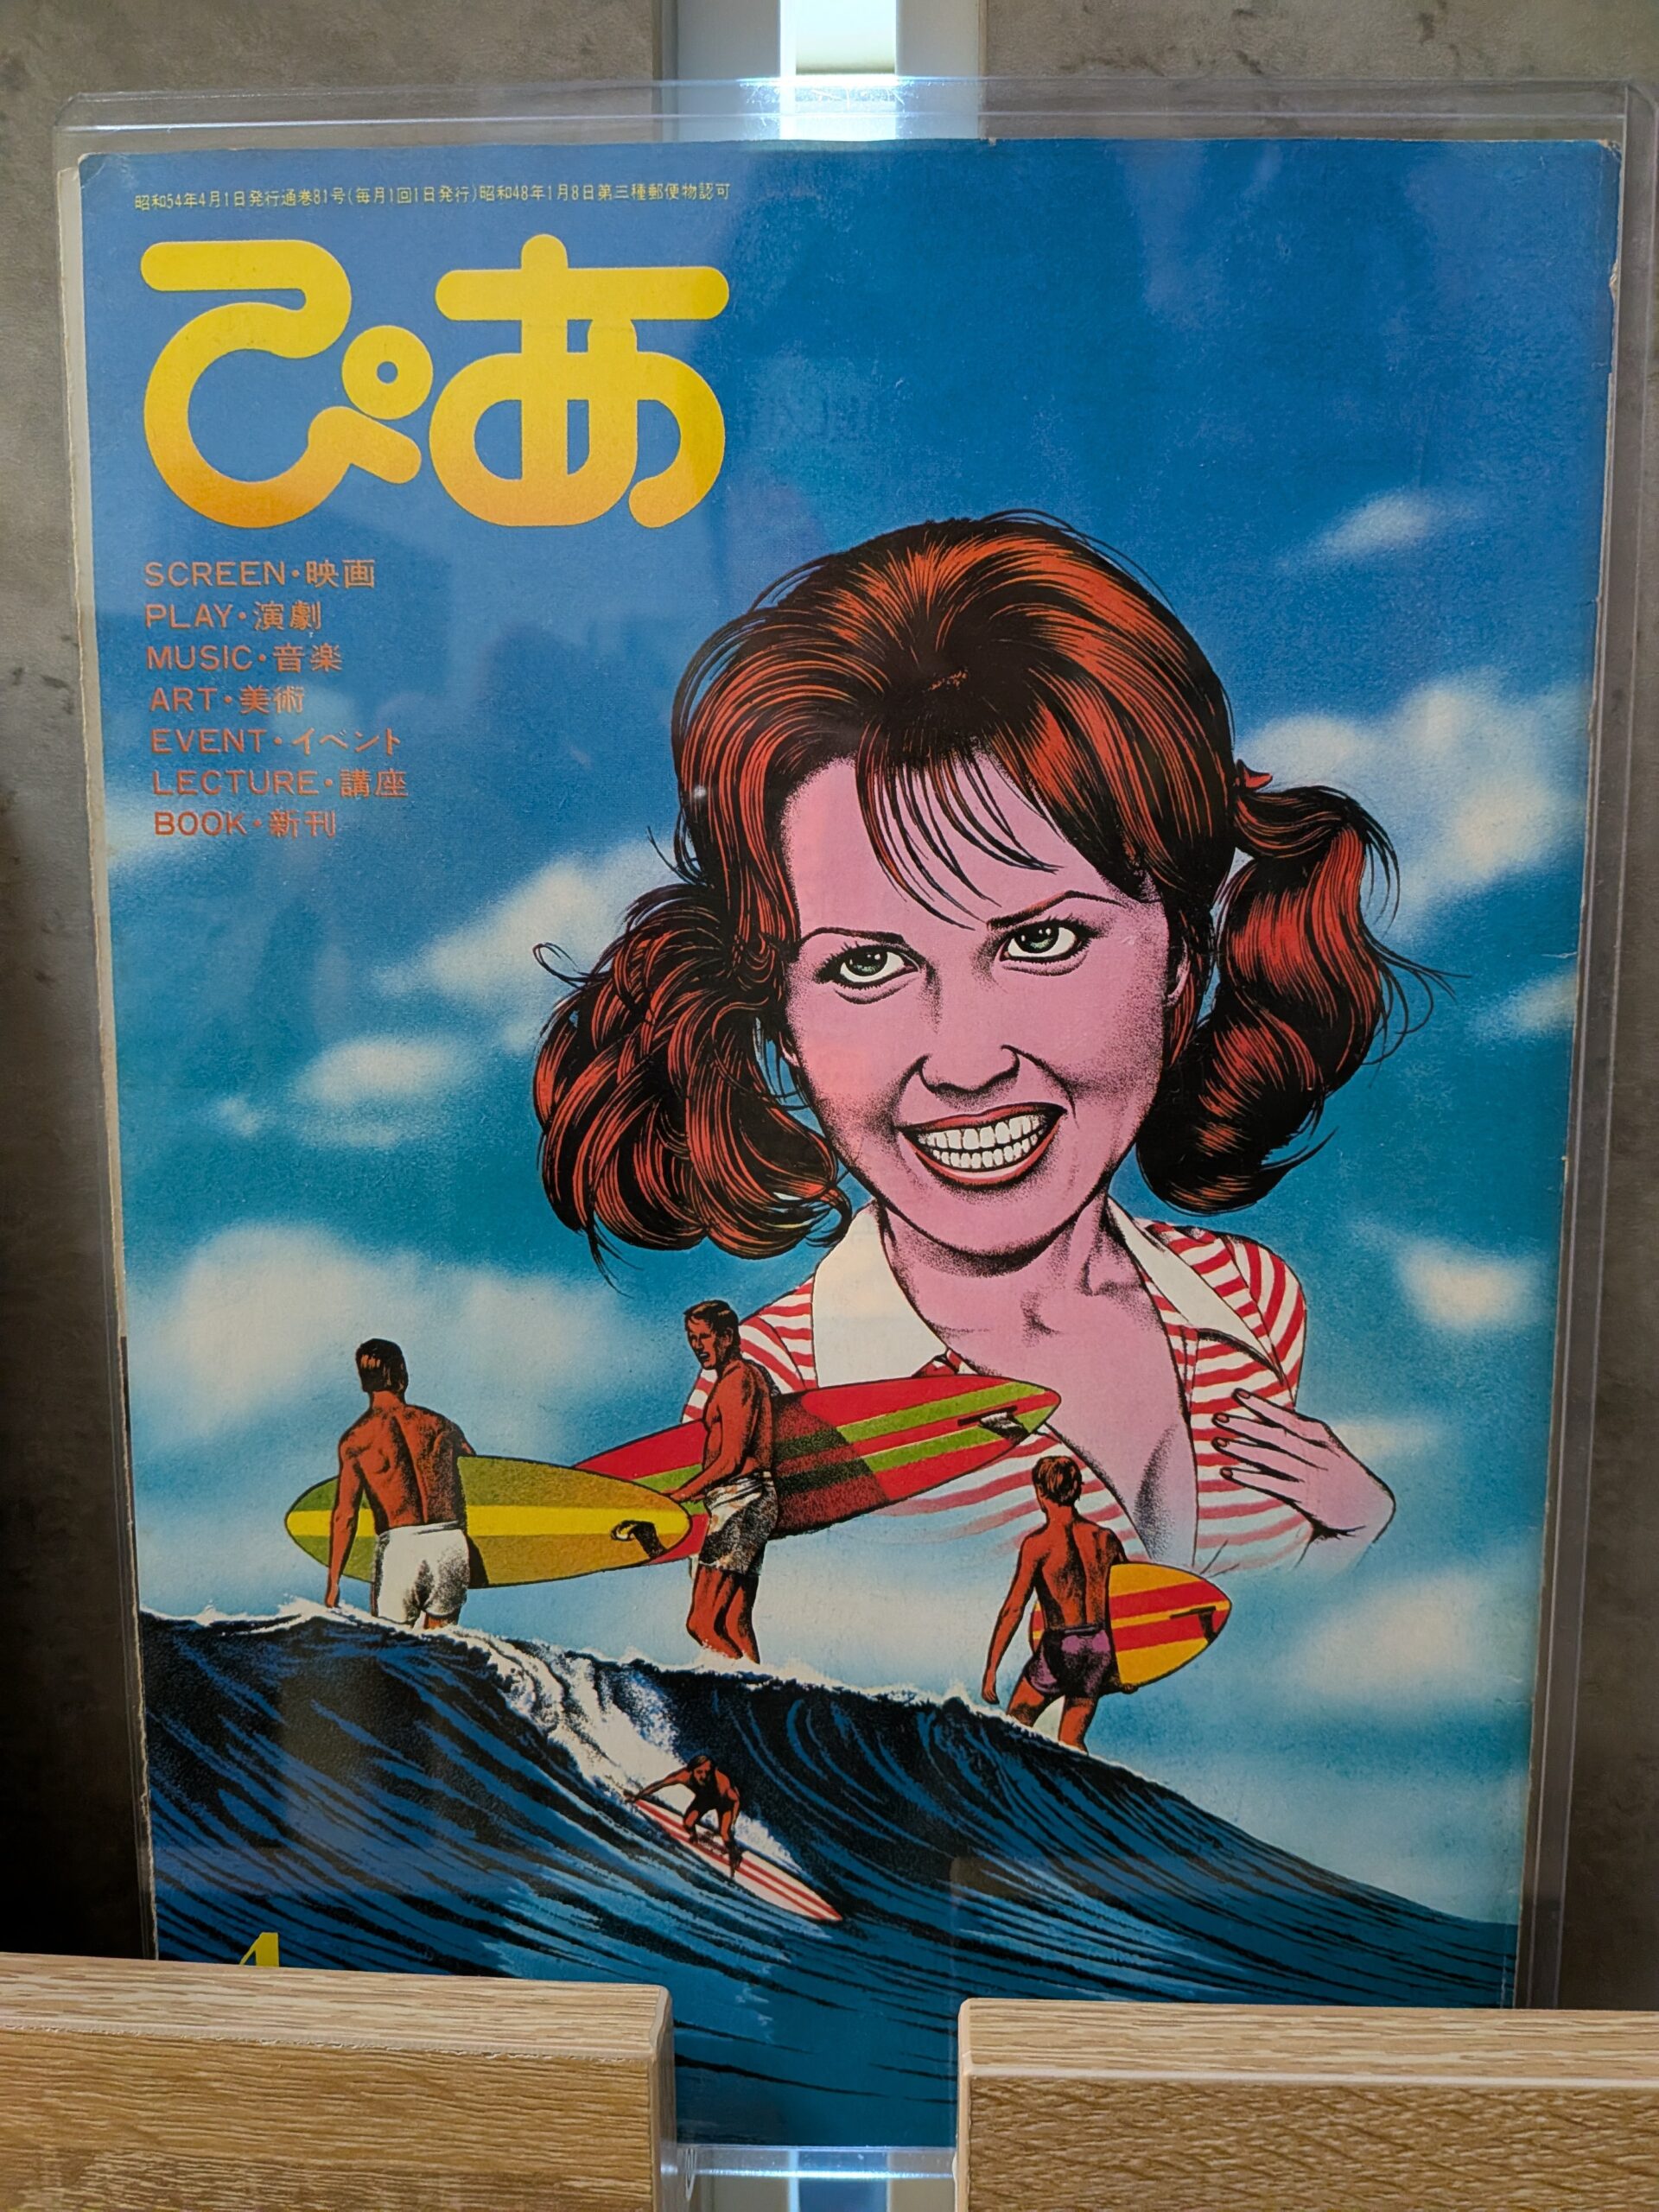 昭和54年4月1日発行通巻81号(毎月1回1日発行)昭和48年1月8日第三種郵便物認可
ぴあ
SCREEN・映画
PLAY・演劇
MUSIC・音楽
ART・美術
EVENT・イベント
LECTURE・講座
BOOK・新刊
4